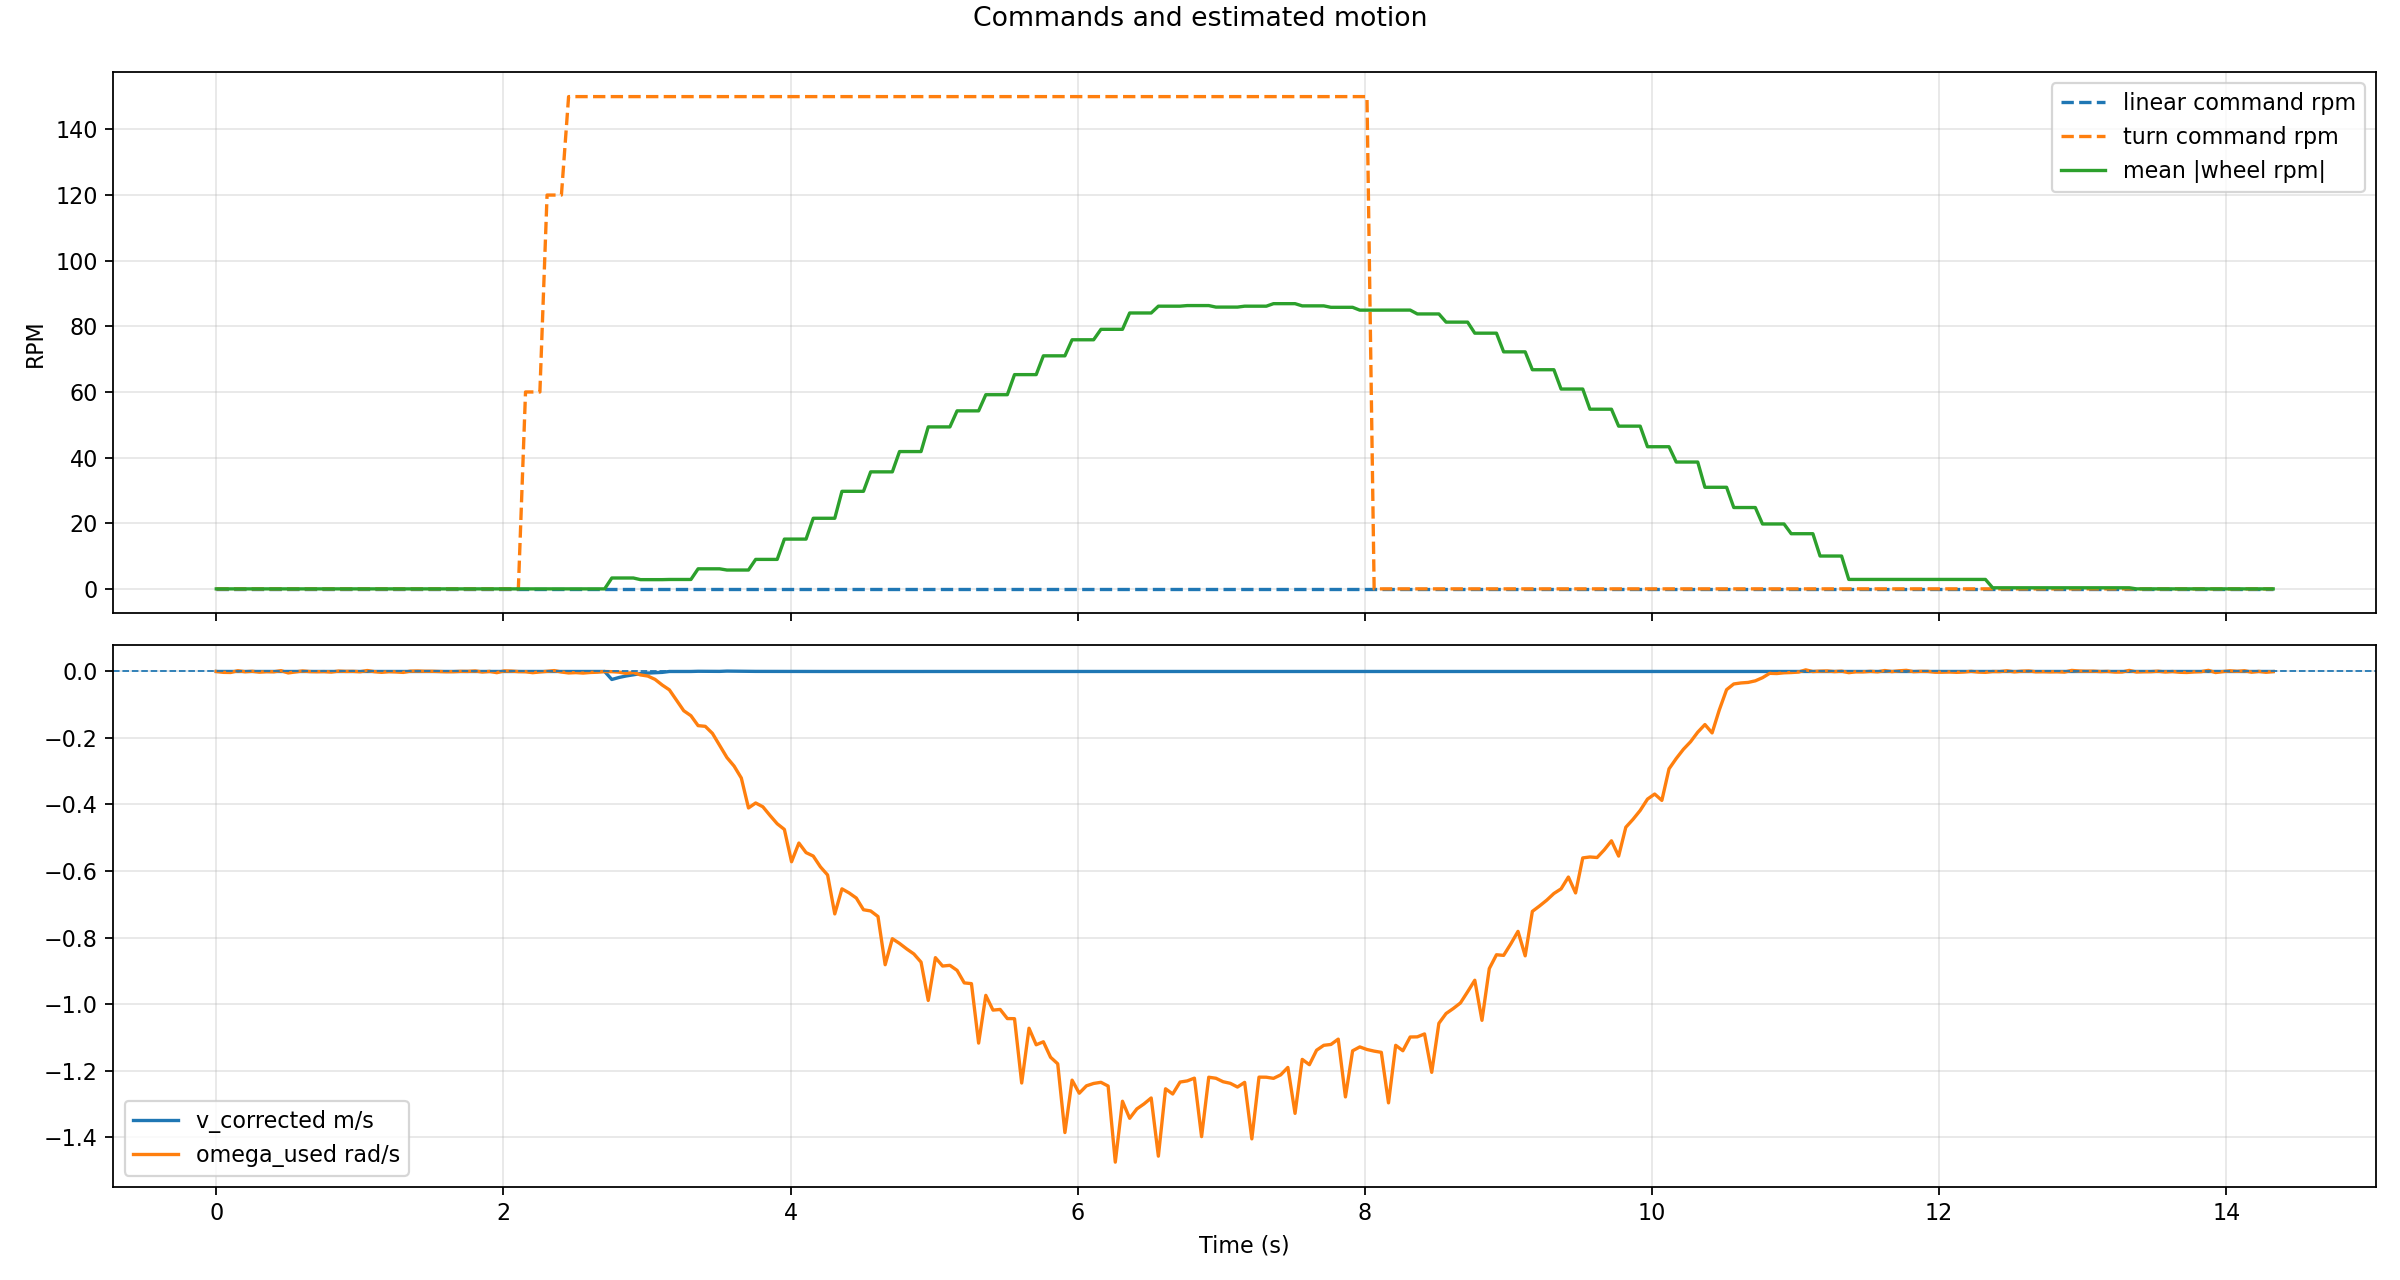 Commands and estimated motion
140
120
100
80
60
40
20
0
RPM
linear command rpm
turn command rpm
mean |wheel rpm|
0.0
−0.2
−0.4
−0.6
−0.8
−1.0
−1.2
−1.4
v_corrected m/s
omega_used rad/s
0 2 4 6 8 10 12 14
Time (s)